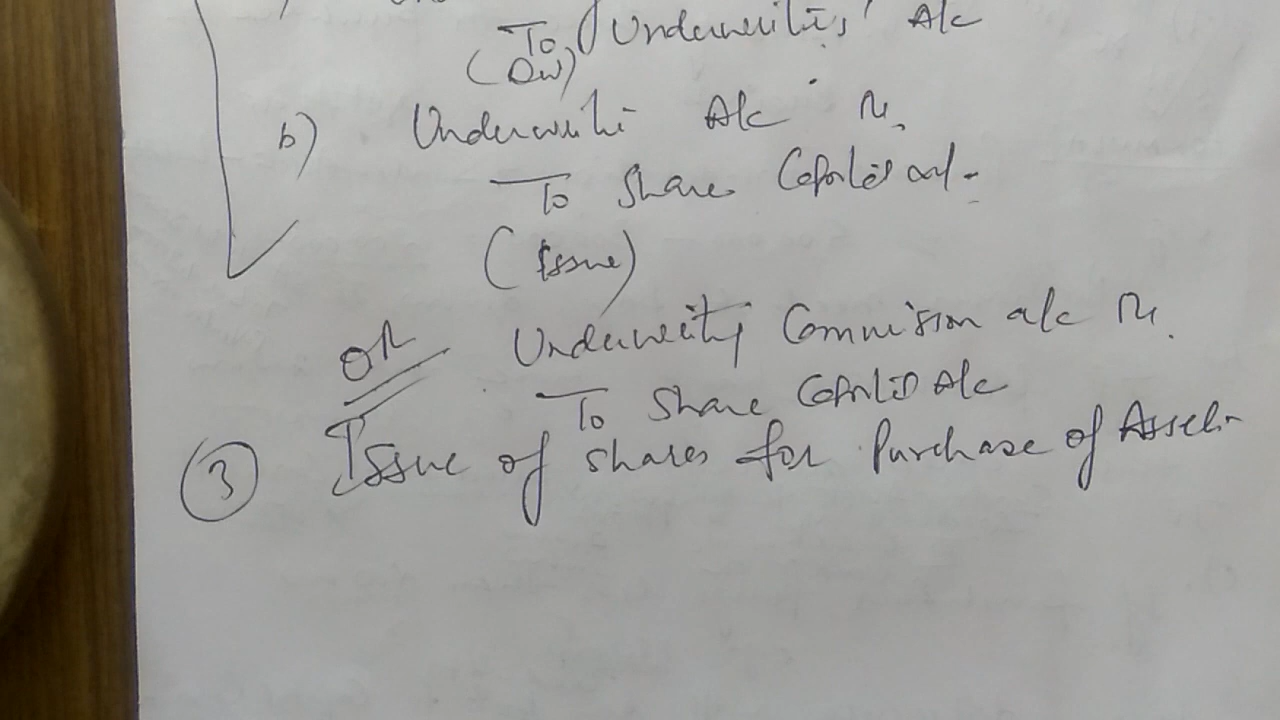 To Underwriters' A/c
(Due)
b) Underwriter A/c Dr.
To Share Capital a/c.
(Issue)
OR Underwriting Commission a/c Dr.
To Share Capital A/c
3 Issue of shares for Purchase of Assets